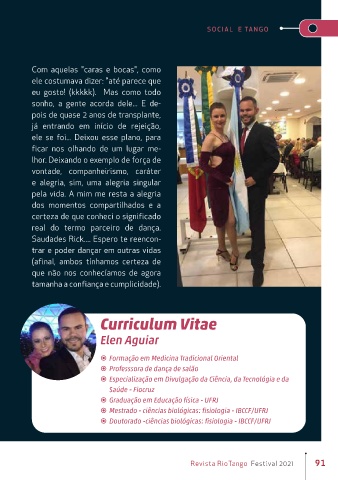 SOCIAL E TANGO
Com aquelas "caras e bocas", como
ele costumava dizer: "até parece que
eu gosto! (kkkkk). Mas como todo
sonho, a gente acorda dele... E de-
pois de quase 2 anos de transplante,
já entrando em início de rejeição,
ele se foi... Deixou esse plano, para
ficar nos olhando de um lugar me-
lhor. Deixando o exemplo de força de
vontade, companheirismo, caráter
e alegria, sim, uma alegria singular
pela vida. A mim me resta a alegria
dos momentos compartilhados e a
certeza de que conheci o significado
real do termo parceiro de dança.
Saudades Rick.... Espero te reencon-
trar e poder dançar em outras vidas
(afinal, ambos tínhamos certeza de
que não nos conhecíamos de agora
tamanha a confiança e cumplicidade).
Curriculum Vitae
Elen Aguiar
Formação em Medicina Tradicional Oriental
Professsora de dança de salão
Especialização em Divulgação da Ciência, da Tecnológia e da
Saúde - Fiocruz
Graduação em Educação física - UFRJ
Mestrado - ciências biológicas: fisiologia - IBCCF/UFRJ
Doutorado -ciências biológicas: fisiologia - IBCCF/UFRJ
Revista RioTango Festival 2021 91